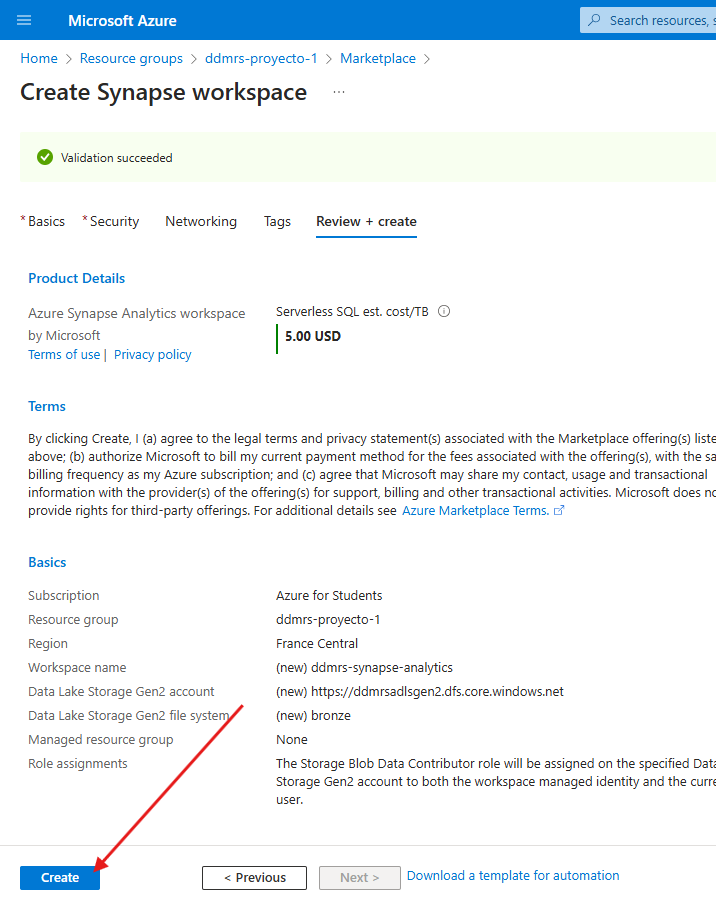 Microsoft Azure
Search resources, s
Home > Resource groups > ddmrs-proyecto-1 > Marketplace >
Create Synapse workspace ...
Validation succeeded
* Basics * Security Networking Tags Review + create
Product Details
Azure Synapse Analytics workspace
by Microsoft
Terms of use | Privacy policy
Serverless SQL est. cost/TB
5.00 USD
Terms
By clicking Create, I (a) agree to the legal terms and privacy statement(s) associated with the Marketplace offering(s) liste
above; (b) authorize Microsoft to bill my current payment method for the fees associated with the offering(s), with the sa
billing frequency as my Azure subscription; and (c) agree that Microsoft may share my contact, usage and transactional
information with the provider(s) of the offering(s) for support, billing and other transactional activities. Microsoft does no
provide rights for third-party offerings. For additional details see Azure Marketplace Terms.
Basics
Subscription Azure for Students
Resource group ddmrs-proyecto-1
Region France Central
Workspace name (new) ddmrs-synapse-analytics
Data Lake Storage Gen2 account (new) https://ddmrsadlsgen2.dfs.core.windows.net
Data Lake Storage Gen2 file system (new) bronze
Managed resource group None
Role assignments The Storage Blob Data Contributor role will be assigned on the specified Data
Storage Gen2 account to both the workspace managed identity and the curre
user.
Create < Previous Next > Download a template for automation